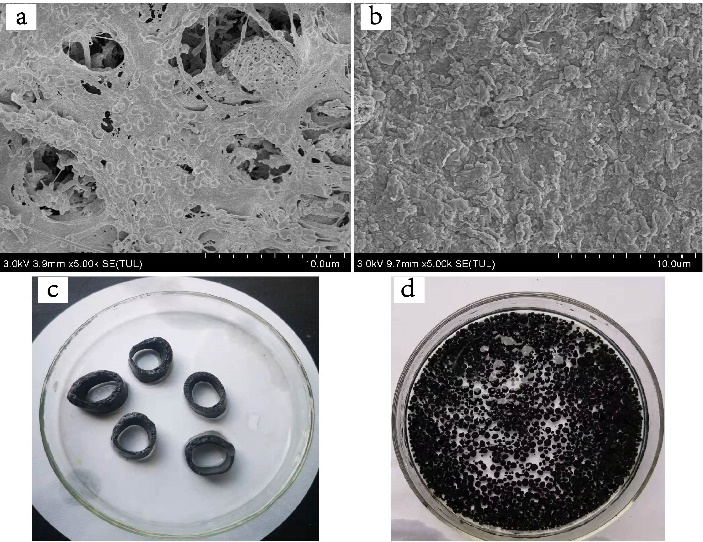 a
b
3.0kV 3.9mm x5.00k SE(TUL)
10.0um
3.0kV 9.7mm x5.00k SE(TUL)
10.0um
c
d